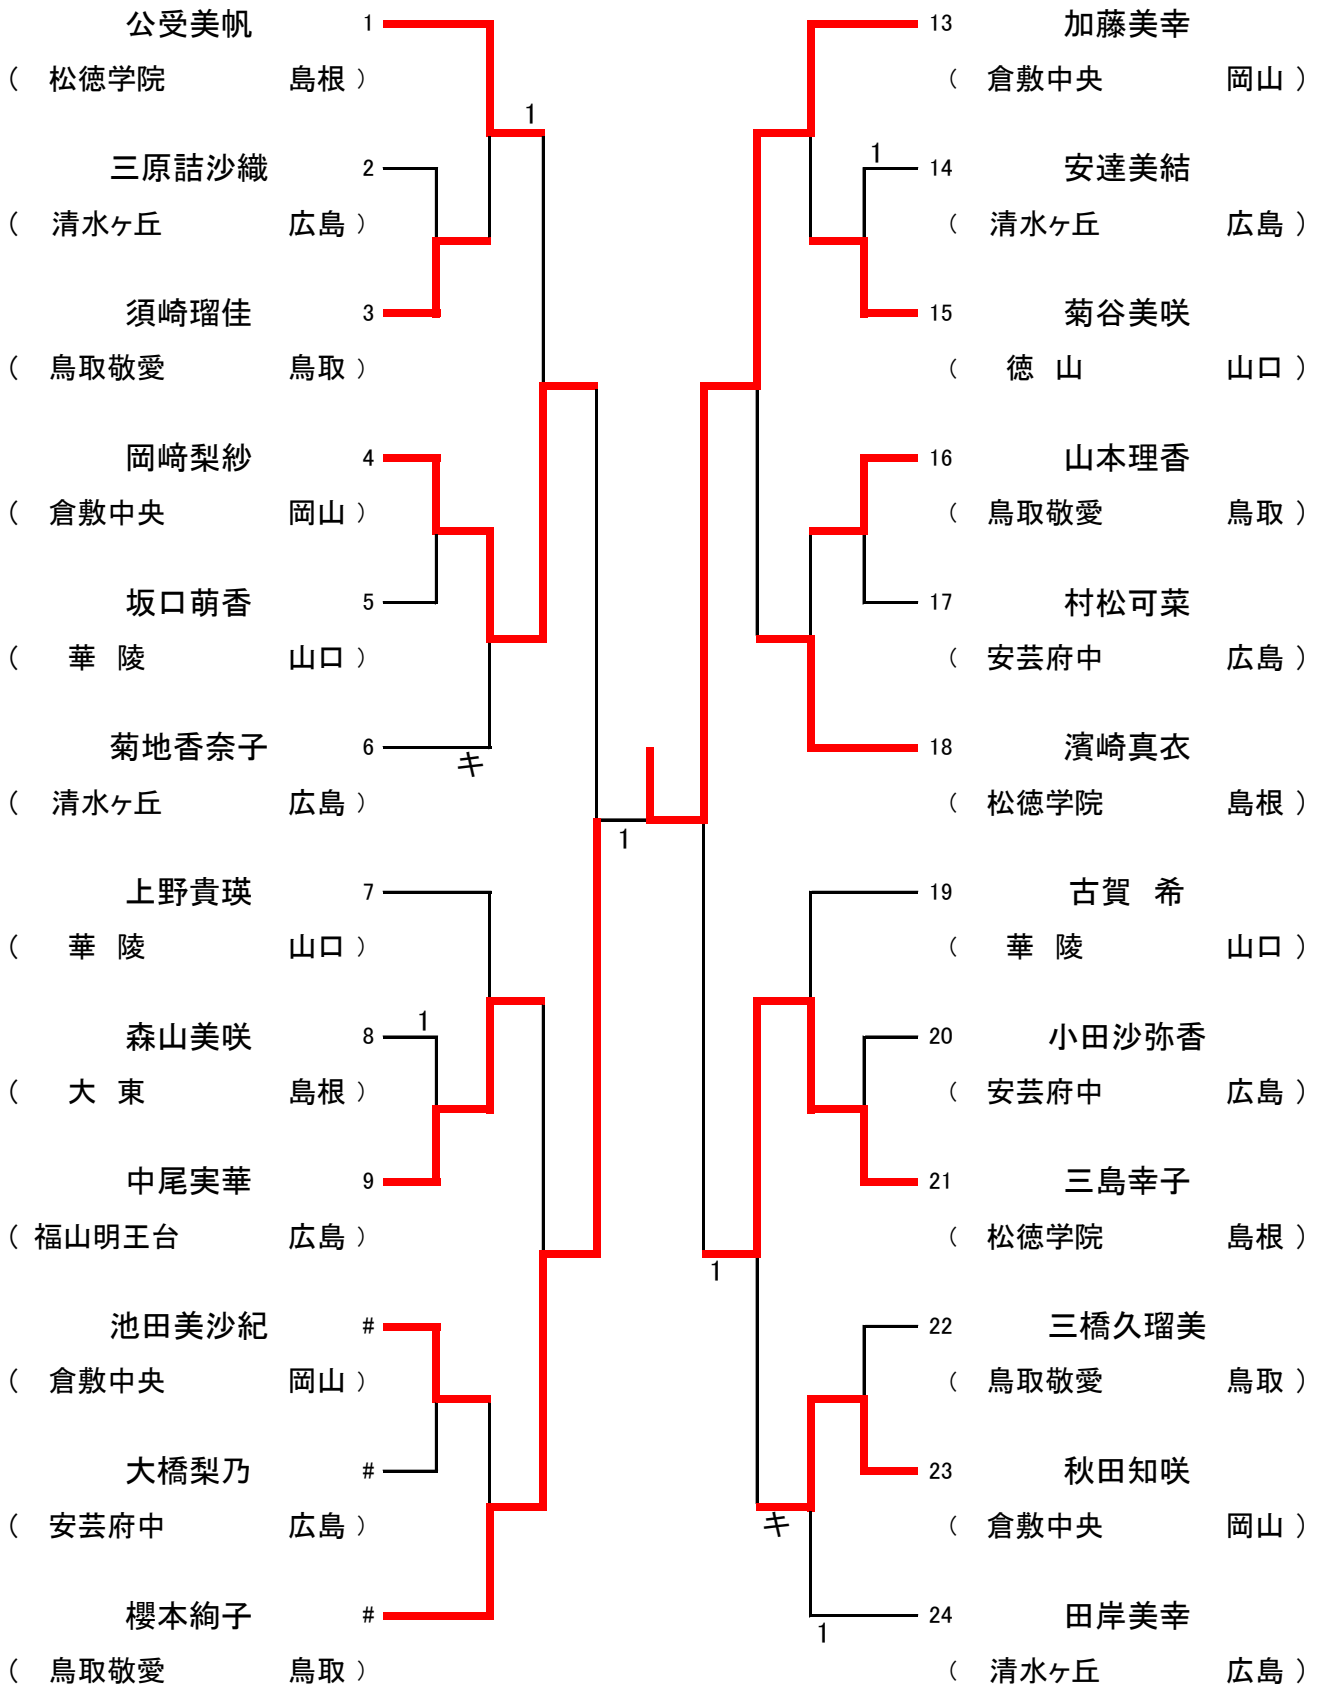 公受美帆 1
( 松徳学院 島根 )
1
三原詰沙織 2
( 清水ヶ丘 広島 )
須崎瑠佳 3
( 鳥取敬愛 鳥取 )
岡﨑梨紗 4
( 倉敷中央 岡山 )
坂口萌香 5
( 華 陵 山口 )
菊地香奈子 6
キ
( 清水ヶ丘 広島 )
1
上野貴瑛 7
( 華 陵 山口 )
1
森山美咲 8
( 大 東 島根 )
中尾実華 9
( 福山明王台 広島 )
池田美沙紀 #
( 倉敷中央 岡山 )
大橋梨乃 #
( 安芸府中 広島 )
櫻本絢子 #
( 鳥取敬愛 鳥取 )
13 加藤美幸
( 倉敷中央 岡山 )
1
14 安達美結
( 清水ヶ丘 広島 )
15 菊谷美咲
( 徳 山 山口 )
16 山本理香
( 鳥取敬愛 鳥取 )
17 村松可菜
( 安芸府中 広島 )
18 濱崎真衣
( 松徳学院 島根 )
19 古賀 希
( 華 陵 山口 )
20 小田沙弥香
( 安芸府中 広島 )
21 三島幸子
( 松徳学院 島根 )
1
22 三橋久瑠美
( 鳥取敬愛 鳥取 )
23 秋田知咲
キ
( 倉敷中央 岡山 )
24 田岸美幸
1
( 清水ヶ丘 広島 )